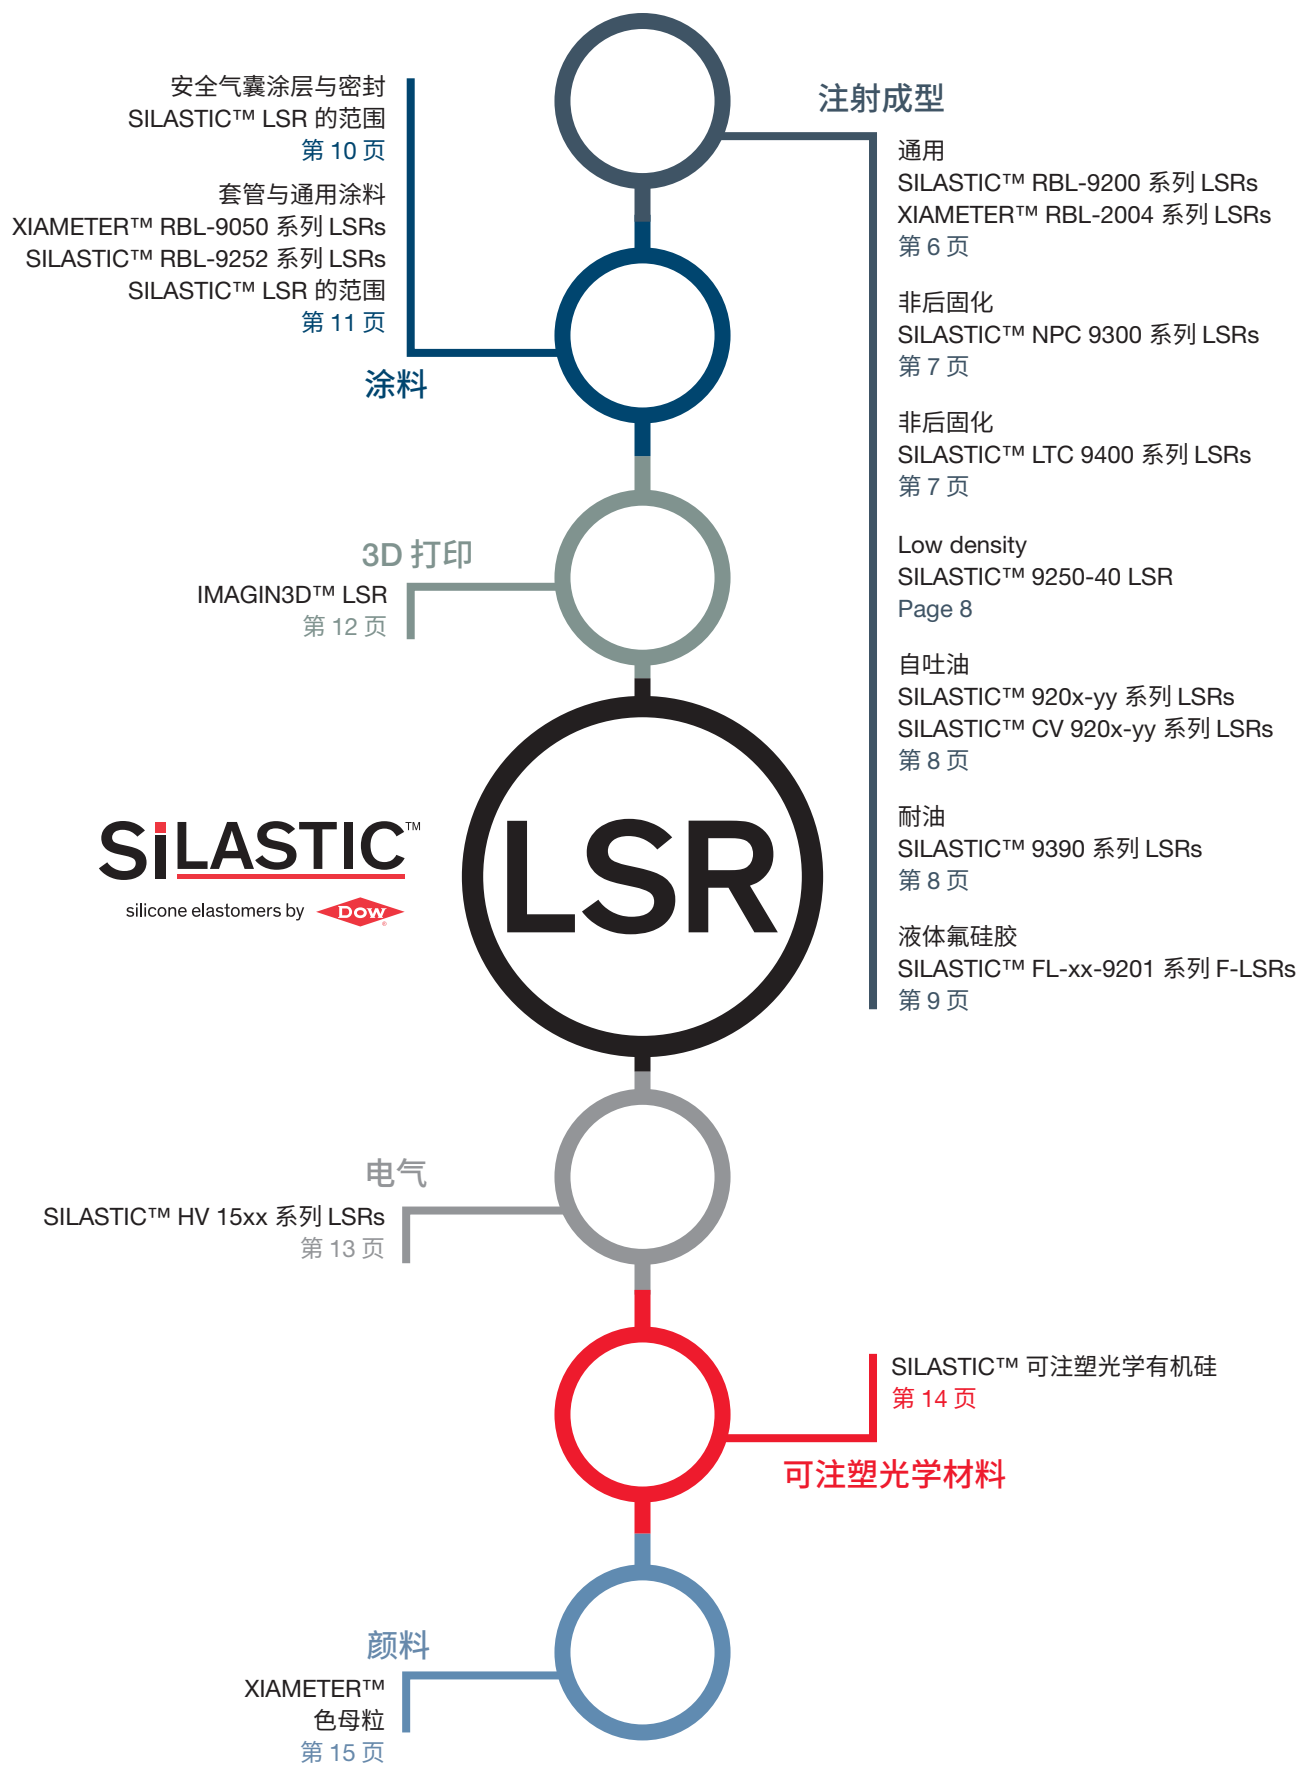 安全气囊涂层与密封
SILASTIC™ LSR 的范围
第 10 页
套管与通用涂料
XIAMETER™ RBL-9050 系列 LSRs
SILASTIC™ RBL-9252 系列 LSRs
SILASTIC™ LSR 的范围
第 11 页
涂料
注射成型
通用
SILASTIC™ RBL-9200 系列 LSRs
XIAMETER™ RBL-2004 系列 LSRs
第 6 页
非后固化
SILASTIC™ NPC 9300 系列 LSRs
第 7 页
非后固化
SILASTIC™ LTC 9400 系列 LSRs
第 7 页
Low density
SILASTIC™ 9250-40 LSR
Page 8
自吐油
SILASTIC™ 920x-yy 系列 LSRs
SILASTIC™ CV 920x-yy 系列 LSRs
第 8 页
耐油
SILASTIC™ 9390 系列 LSRs
第 8 页
液体氟硅胶
SILASTIC™ FL-xx-9201 系列 F-LSRs
第 9 页
3D 打印
IMAGIN3D™ LSR
第 12 页
SiLASTIC™
silicone elastomers by Dow®
LSR
电气
SILASTIC™ HV 15xx 系列 LSRs
第 13 页
SILASTIC™ 可注塑光学有机硅
第 14 页
可注塑光学材料
颜料
XIAMETER™
色母粒
第 15 页